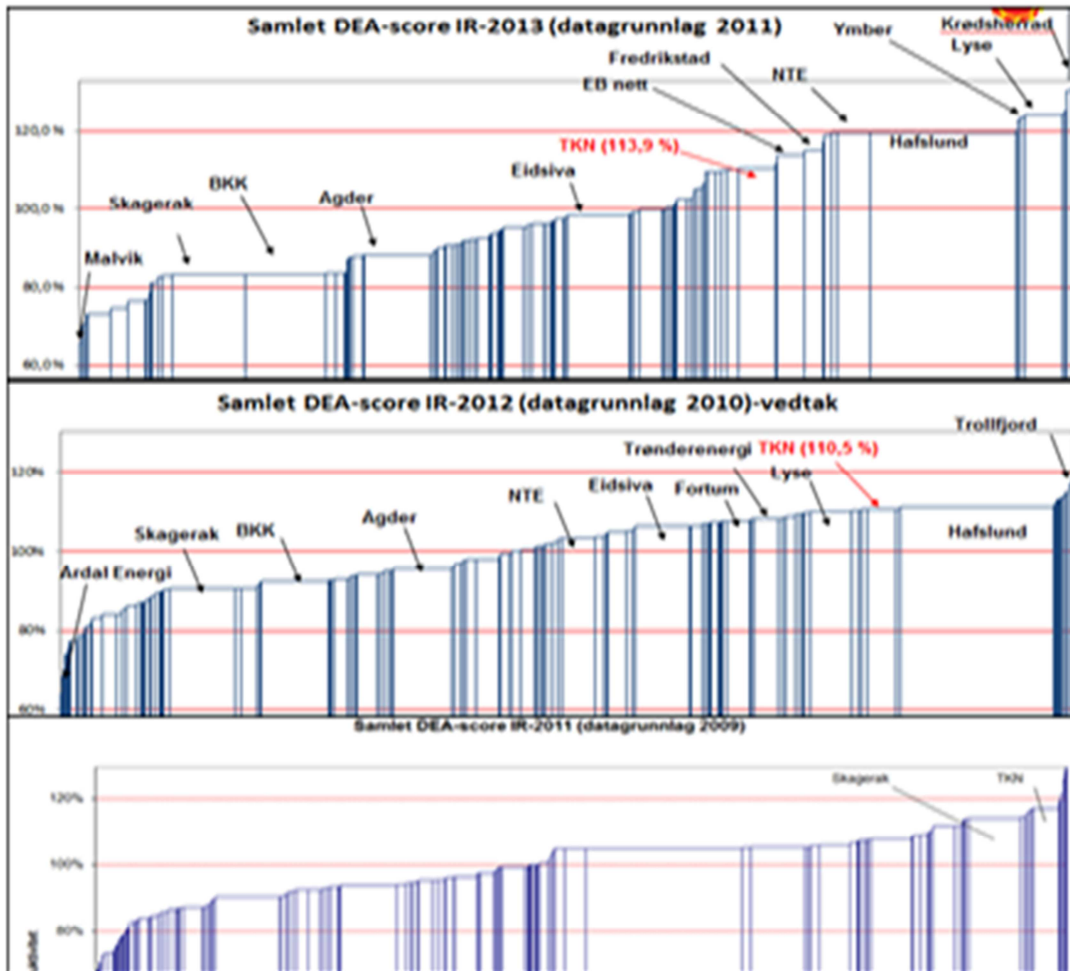 Samlet DEA-score IR-2013 (datagrunnlag 2011)
Ymber
Krødsherrad
Lyse
Fredrikstad
EB nett
NTE
120,0 %
TKN (113,9 %)
Hafslund
Eidsiva
BKK
Agder
Skagerak
100,0 %
Malvik
80,0 %
60,0 %
Samlet DEA-score IR-2012 (datagrunnlag 2010)-vedtak
Trollfjord
Trønderenergi TKN (110,5 %)
120%
Lyse
Eidsiva
Fortum
NTE
Agder
Skagerak
BKK
Hafslund
100%
Ardal Energi
80%
60%
Samlet DEA-score IR-2011 (datagrunnlag 2009)
Skagerak
TKN
120%
100%
80%